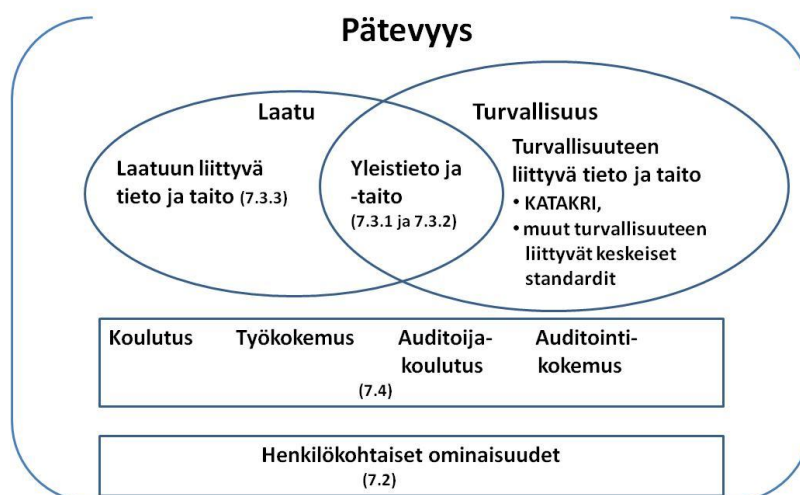 Pätevyys
Laatu
Turvallisuus
Laatuun liittyvä
tieto ja taito (7.3.3)
Yleistieto ja
-taito
(7.3.1 ja 7.3.2)
Turvallisuuteen
liittyvä tieto ja taito
• KATAKRI,
• muut turvallisuuteen
liittyvät keskeiset
standardit
Koulutus
Työkokemus
Auditoija-
koulutus
Auditointi-
kokemus
(7.4)
Henkilökohtaiset ominaisuudet
(7.2)